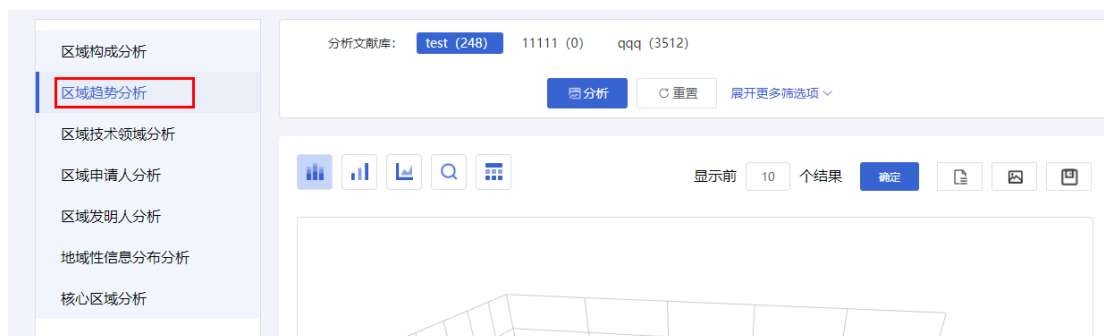 区域构成分析
区域趋势分析
区域技术领域分析
区域申请人分析
区域发明人分析
地域性信息分布分析
核心区域分析
分析文献库： test (248) 11111 (0) qqq (3512)
分析 重置 展开更多筛选项
显示前 10 个结果 确定